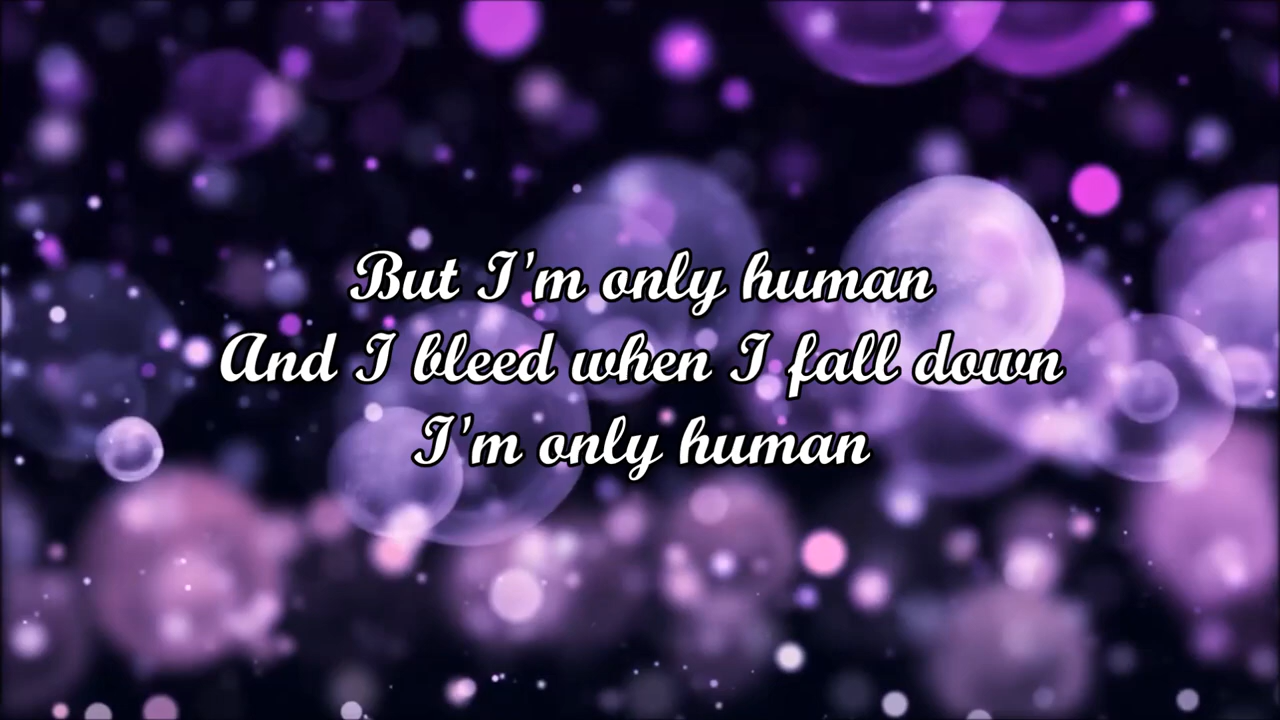 But I'm only human
And I bleed when I fall down
I'm only human